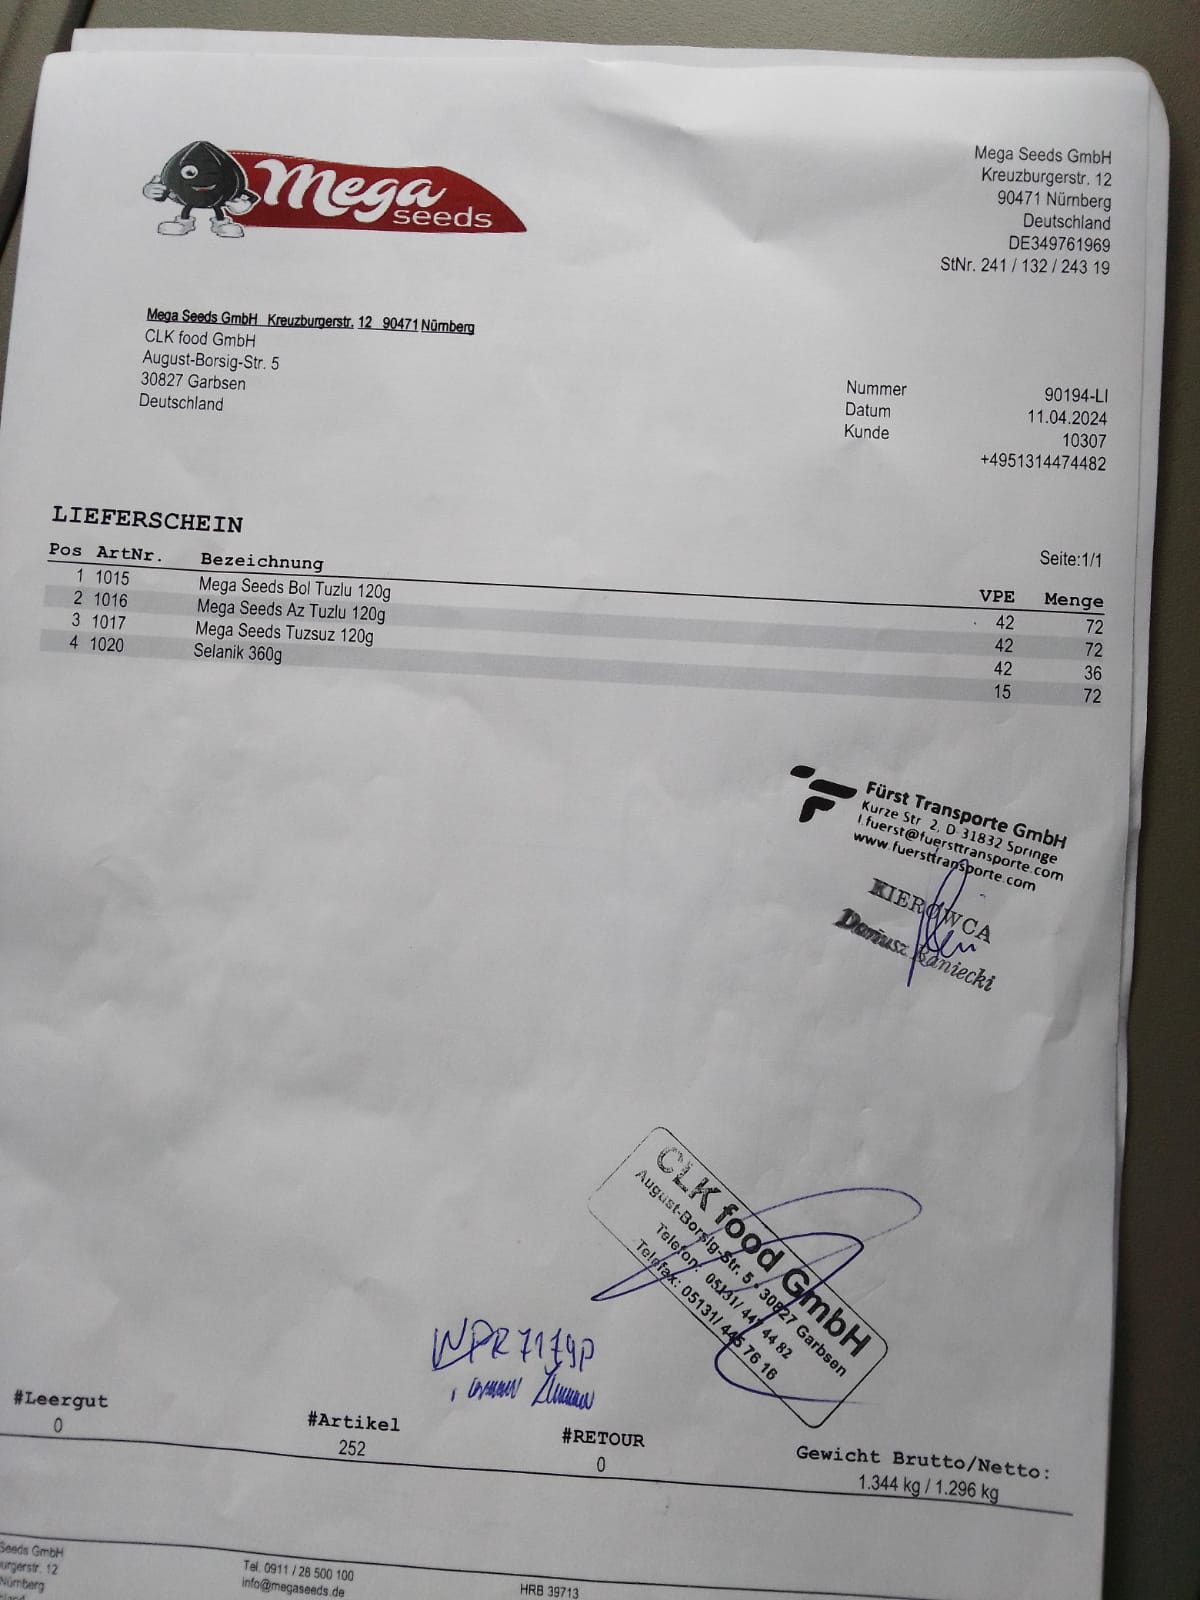 Mega
seeds
Mega Seeds GmbH
Kreuzburgerstr. 12
90471 Nürnberg
Deutschland
DE349761969
StNr. 241 / 132 / 243 19
Mega Seeds GmbH Kreuzburgerstr. 12 90471 Nürnberg
CLK food GmbH
August-Borsig-Str. 5
30827 Garbsen
Deutschland
Nummer 90194-LI
Datum 11.04.2024
Kunde 10307
+4951314474482
LIEFERSCHEIN
Seite:1/1
Pos ArtNr. Bezeichnung VPE Menge
1 1015 Mega Seeds Bol Tuzlu 120g 42 72
2 1016 Mega Seeds Az Tuzlu 120g 42 72
3 1017 Mega Seeds Tuzsuz 120g 42 36
4 1020 Selanik 360g 15 72
Fürst Transporte GmbH
Kurze Str. 2, D-31832 Springe
l.fuerst@fuersttransporte.com
www.fuersttransporte.com
KIEROWCA
Dariusz Raniecki
CLK food GmbH
August-Borsig-Str. 5 • 30827 Garbsen
Telefon: 05131/ 447 44 82
Telefax: 05131/ 445 76 16
WPR7179P
#Leergut #Artikel #RETOUR Gewicht Brutto/Netto:
0 252 0 1.344 kg / 1.296 kg
Seeds GmbH
urgerstr. 12
Nürnberg
Tel. 0911 / 28 500 100
info@megaseeds.de
HRB 39713